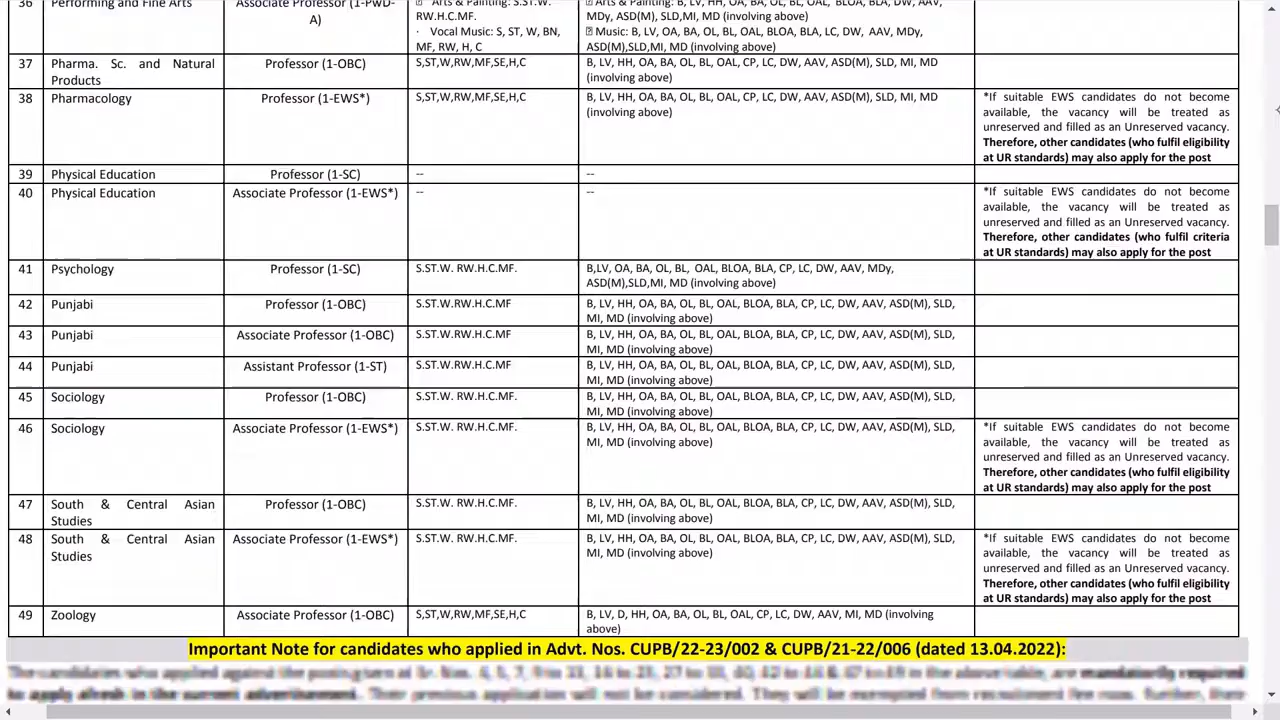 36 Performing and Fine Arts Associate Professor (1-PwD-A) Arts & Painting: S.ST.W. RW.H.C.MF. · Vocal Music: S, ST, W, BN, MF, RW, H, C Arts & Painting: B, LV, HH, OA, BA, OL, BL, OAL, BLOA, BLA, DW, AAV, MDy, ASD(M), SLD,MI, MD (involving above) Music: B, LV, OA, BA, OL, BL, OAL, BLOA, BLA, LC, DW, AAV, MDy, ASD(M),SLD,MI, MD (involving above)
37 Pharma. Sc. and Natural Products Professor (1-OBC) S,ST,W,RW,MF,SE,H,C B, LV, HH, OA, BA, OL, BL, OAL, CP, LC, DW, AAV, ASD(M), SLD, MI, MD (involving above)
38 Pharmacology Professor (1-EWS*) S,ST,W,RW,MF,SE,H,C B, LV, HH, OA, BA, OL, BL, OAL, CP, LC, DW, AAV, ASD(M), SLD, MI, MD (involving above) *If suitable EWS candidates do not become available, the vacancy will be treated as unreserved and filled as an Unreserved vacancy. Therefore, other candidates (who fulfil eligibility at UR standards) may also apply for the post
39 Physical Education Professor (1-SC) -- --
40 Physical Education Associate Professor (1-EWS*) -- -- *If suitable EWS candidates do not become available, the vacancy will be treated as unreserved and filled as an Unreserved vacancy. Therefore, other candidates (who fulfil criteria at UR standards) may also apply for the post
41 Psychology Professor (1-SC) S.ST.W. RW.H.C.MF. B,LV, OA, BA, OL, BL, OAL, BLOA, BLA, CP, LC, DW, AAV, MDy, ASD(M),SLD,MI, MD (involving above)
42 Punjabi Professor (1-OBC) S.ST.W.RW.H.C.MF B, LV, HH, OA, BA, OL, BL, OAL, BLOA, BLA, CP, LC, DW, AAV, ASD(M), SLD, MI, MD (involving above)
43 Punjabi Associate Professor (1-OBC) S.ST.W.RW.H.C.MF B, LV, HH, OA, BA, OL, BL, OAL, BLOA, BLA, CP, LC, DW, AAV, ASD(M), SLD, MI, MD (involving above)
44 Punjabi Assistant Professor (1-ST) S.ST.W.RW.H.C.MF B, LV, HH, OA, BA, OL, BL, OAL, BLOA, BLA, CP, LC, DW, AAV, ASD(M), SLD, MI, MD (involving above)
45 Sociology Professor (1-OBC) S.ST.W. RW.H.C.MF. B, LV, HH, OA, BA, OL, BL, OAL, BLOA, BLA, CP, LC, DW, AAV, ASD(M), SLD, MI, MD (involving above)
46 Sociology Associate Professor (1-EWS*) S.ST.W. RW.H.C.MF. B, LV, HH, OA, BA, OL, BL, OAL, BLOA, BLA, CP, LC, DW, AAV, ASD(M), SLD, MI, MD (involving above) *If suitable EWS candidates do not become available, the vacancy will be treated as unreserved and filled as an Unreserved vacancy. Therefore, other candidates (who fulfil eligibility at UR standards) may also apply for the post
47 South & Central Asian Studies Professor (1-OBC) S.ST.W. RW.H.C.MF. B, LV, HH, OA, BA, OL, BL, OAL, BLOA, BLA, CP, LC, DW, AAV, ASD(M), SLD, MI, MD (involving above)
48 South & Central Asian Studies Associate Professor (1-EWS*) S.ST.W. RW.H.C.MF. B, LV, HH, OA, BA, OL, BL, OAL, BLOA, BLA, CP, LC, DW, AAV, ASD(M), SLD, MI, MD (involving above) *If suitable EWS candidates do not become available, the vacancy will be treated as unreserved and filled as an Unreserved vacancy. Therefore, other candidates (who fulfil eligibility at UR standards) may also apply for the post
49 Zoology Associate Professor (1-OBC) S,ST,W,RW,MF,SE,H,C B, LV, D, HH, OA, BA, OL, BL, OAL, CP, LC, DW, AAV, MI, MD (involving above)
Important Note for candidates who applied in Advt. Nos. CUPB/22-23/002 & CUPB/21-22/006 (dated 13.04.2022):